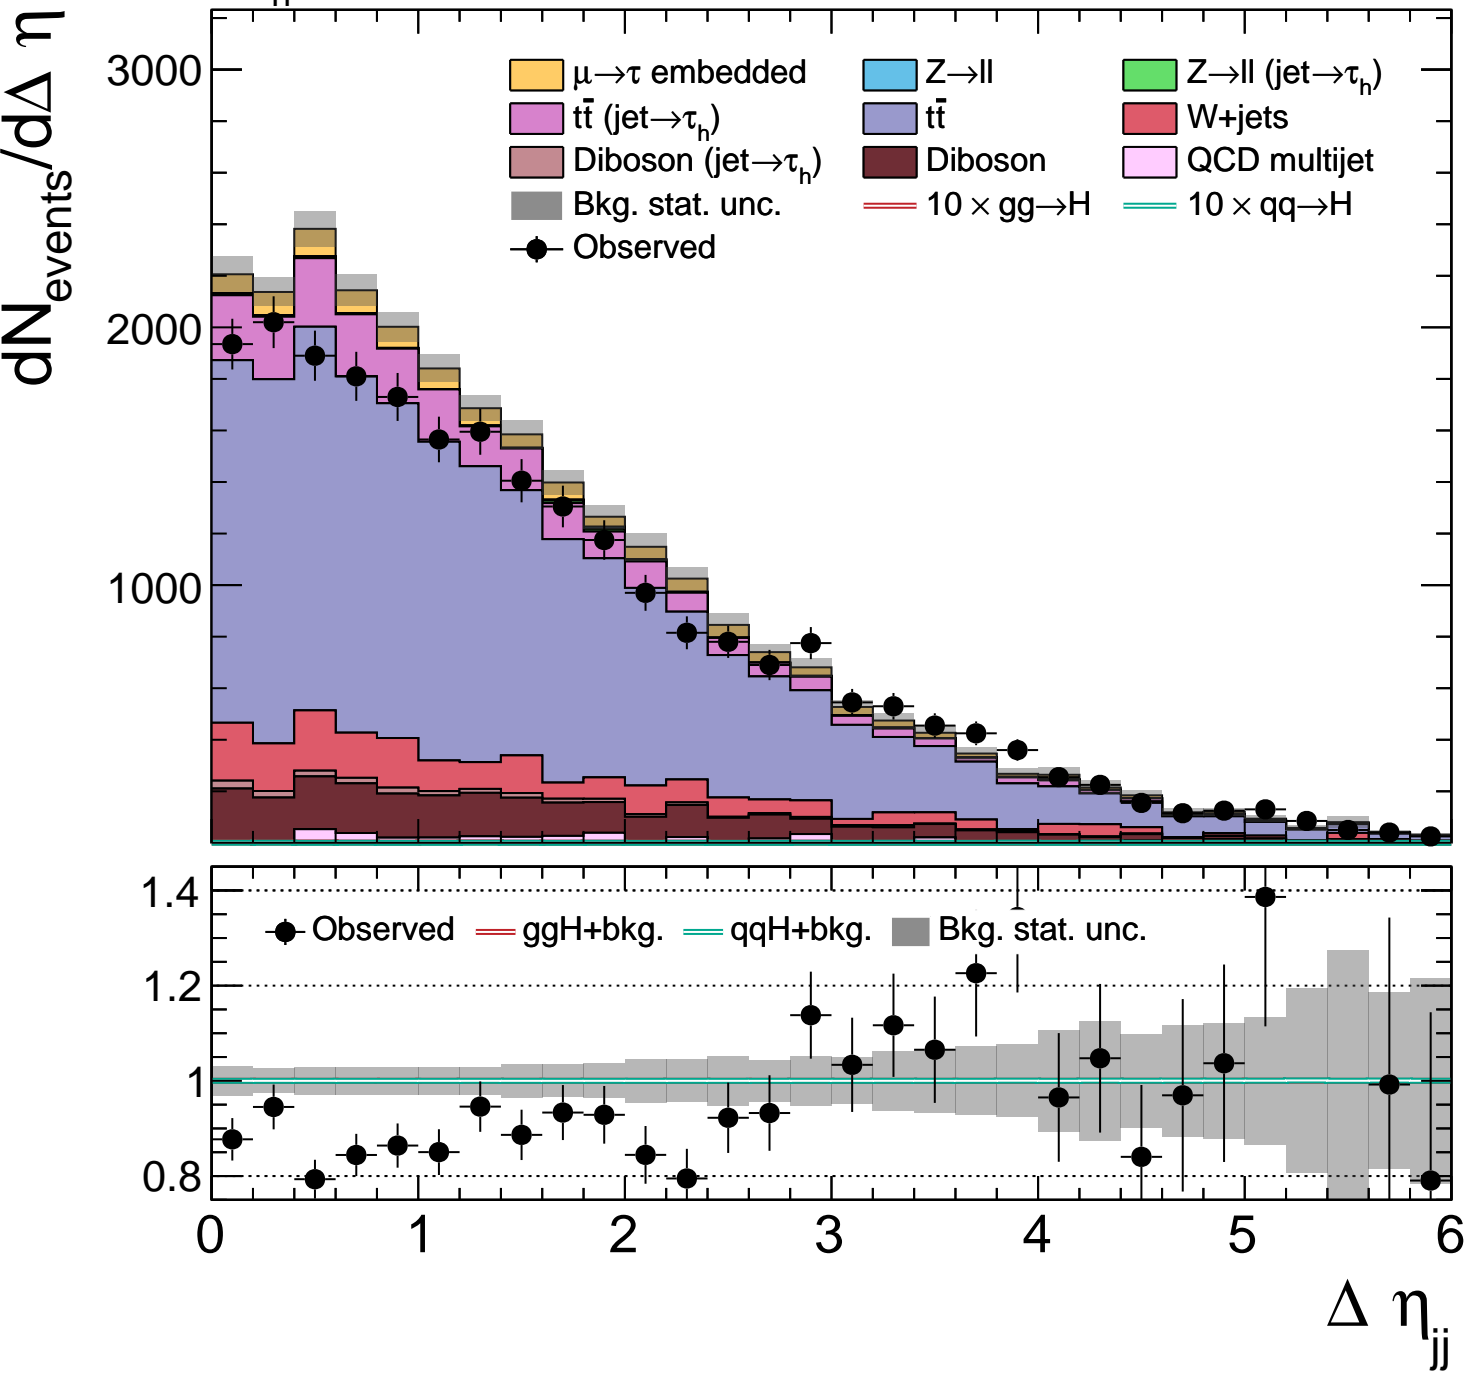 dN_events/dΔ η
3000
2000
1000
μ→τ embedded
Z→ll
Z→ll (jet→τ_h)
tt̄ (jet→τ_h)
tt̄
W+jets
Diboson (jet→τ_h)
Diboson
QCD multijet
Bkg. stat. unc.
10 × gg→H
10 × qq→H
Observed
1.4
1.2
1
0.8
Observed
ggH+bkg.
qqH+bkg.
Bkg. stat. unc.
0 1 2 3 4 5 6
Δ η_jj